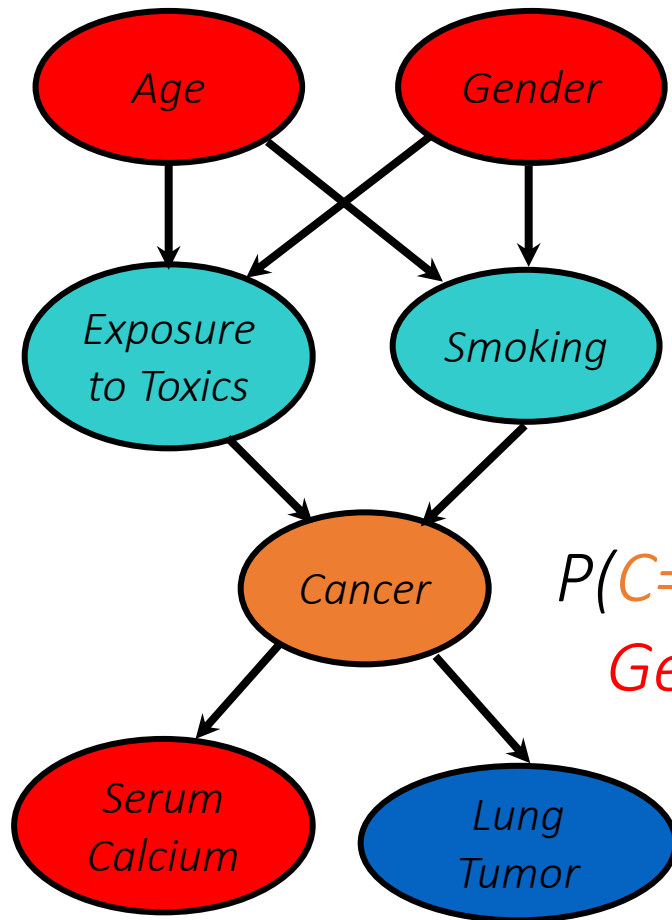 Age
Gender
Exposure
to Toxics
Smoking
Cancer
P(C=
Ge
Serum
Calcium
Lung
Tumor